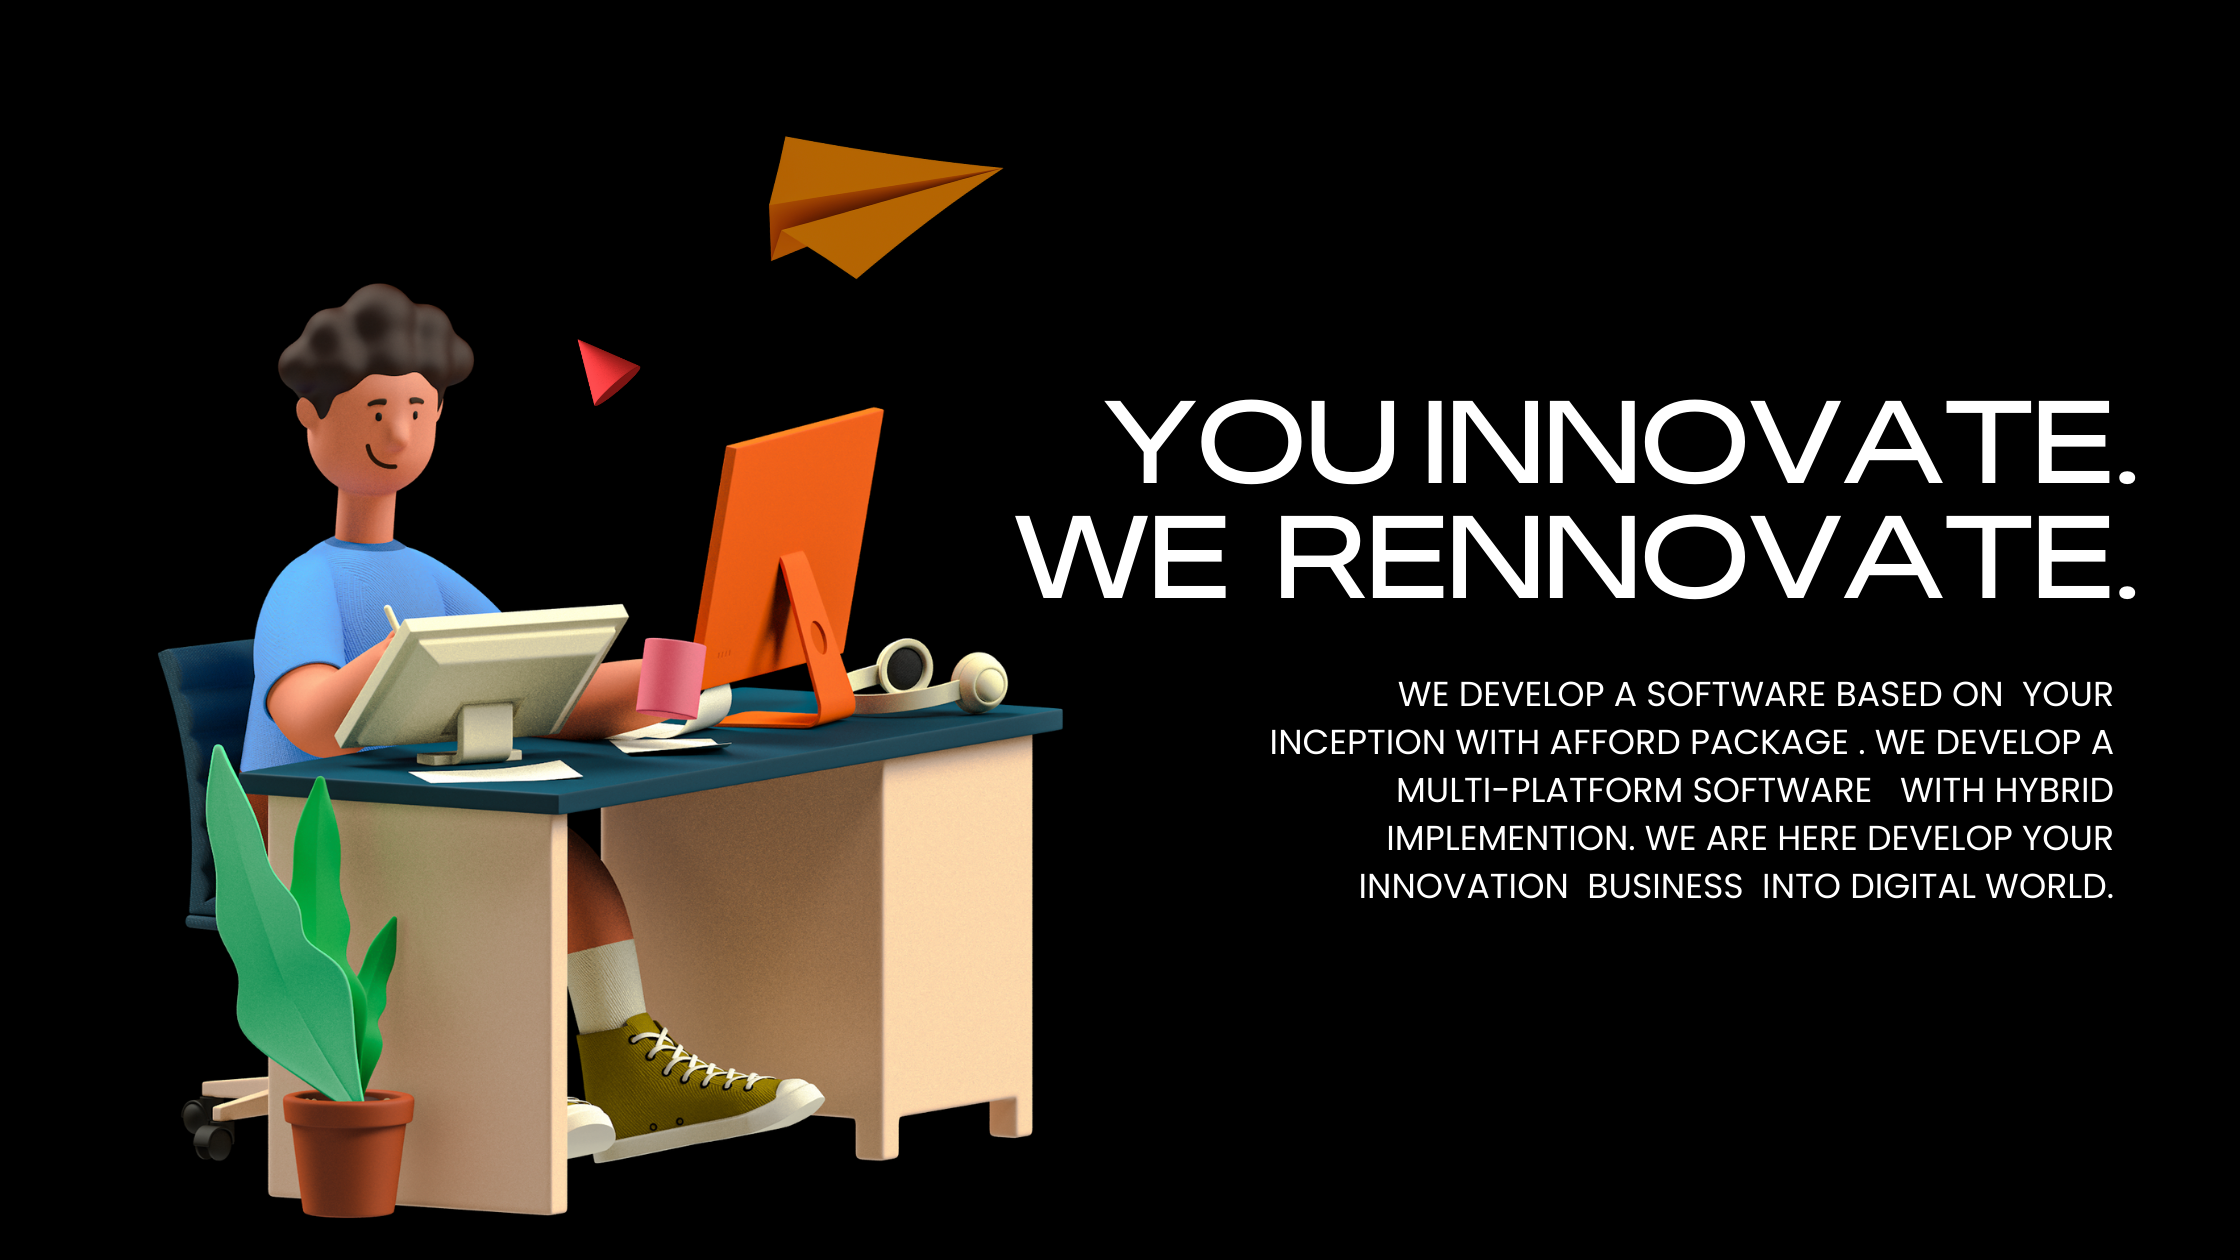 YOU INNOVATE.
WE RENNOVATE.
WE DEVELOP A SOFTWARE BASED ON YOUR
INCEPTION WITH AFFORD PACKAGE . WE DEVELOP A
MULTI-PLATFORM SOFTWARE WITH HYBRID
IMPLEMENTION. WE ARE HERE DEVELOP YOUR
INNOVATION BUSINESS INTO DIGITAL WORLD.